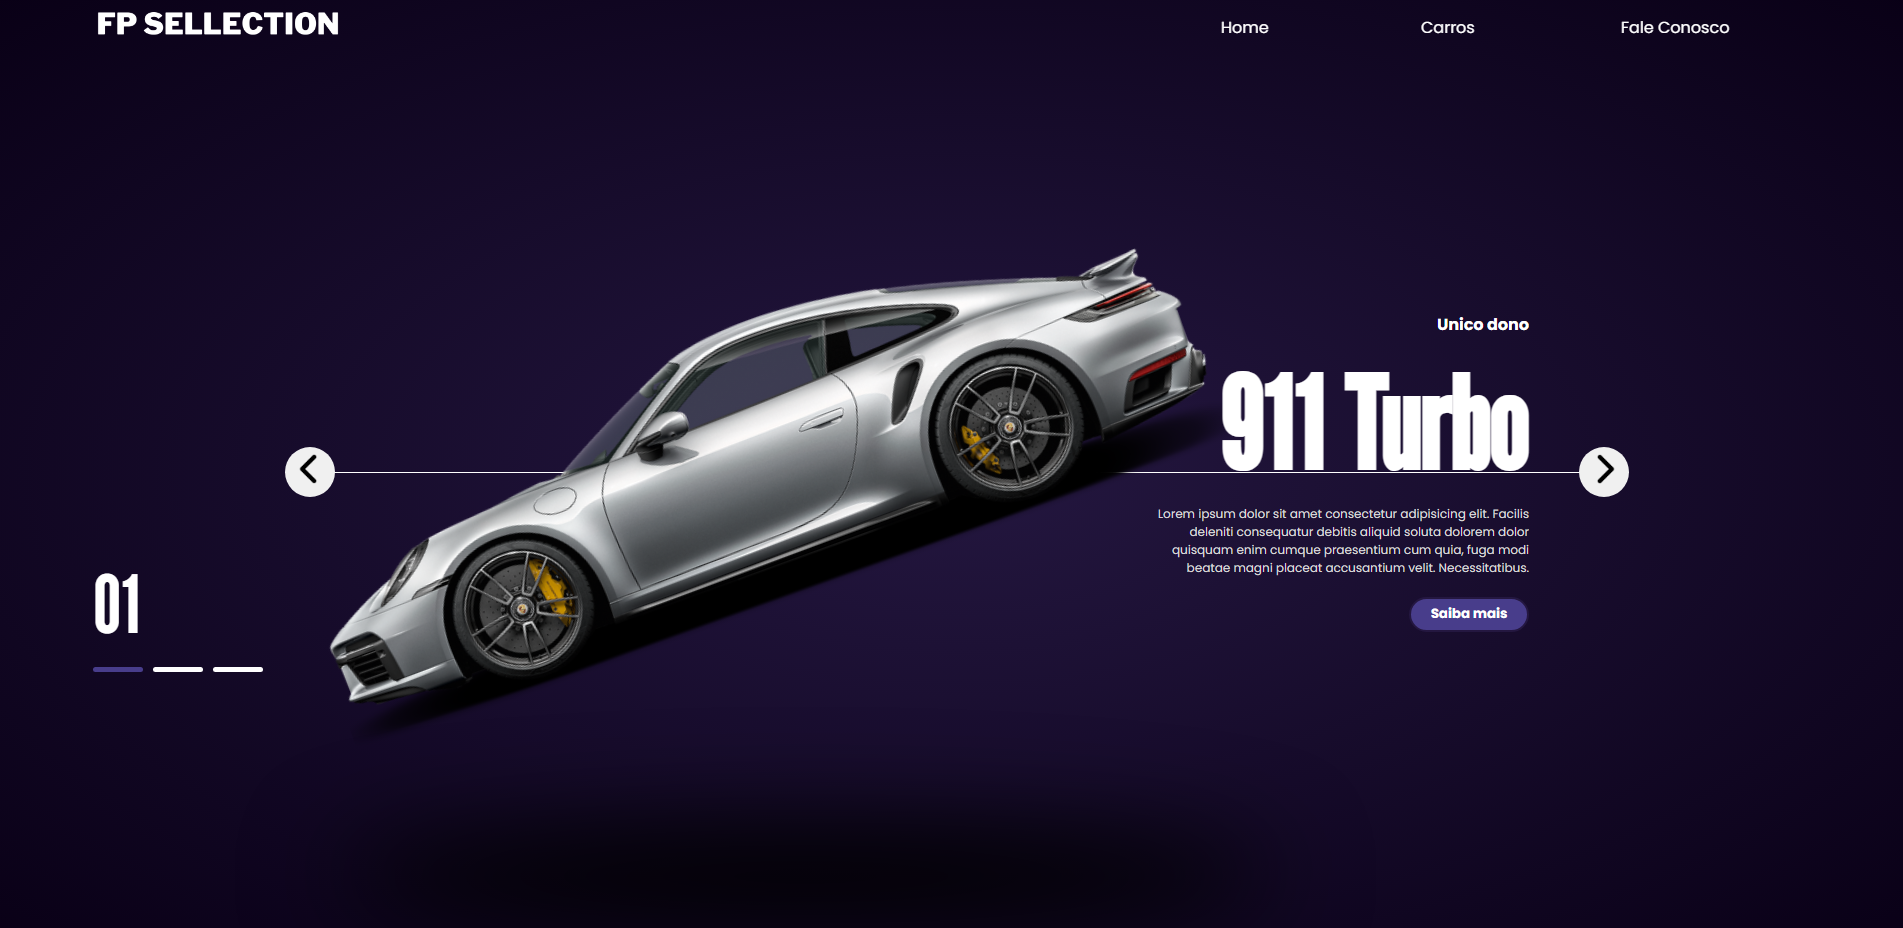 FP SELLECTION
Home
Carros
Fale Conosco
Unico dono
911 Turbo
Lorem ipsum dolor sit amet consectetur adipisicing elit. Facilis
deleniti consequatur debitis aliquid soluta dolorem dolor
quisquam enim cumque praesentium cum quia, fuga modi
beatae magni placeat accusantium velit. Necessitatibus.
Saiba mais
01